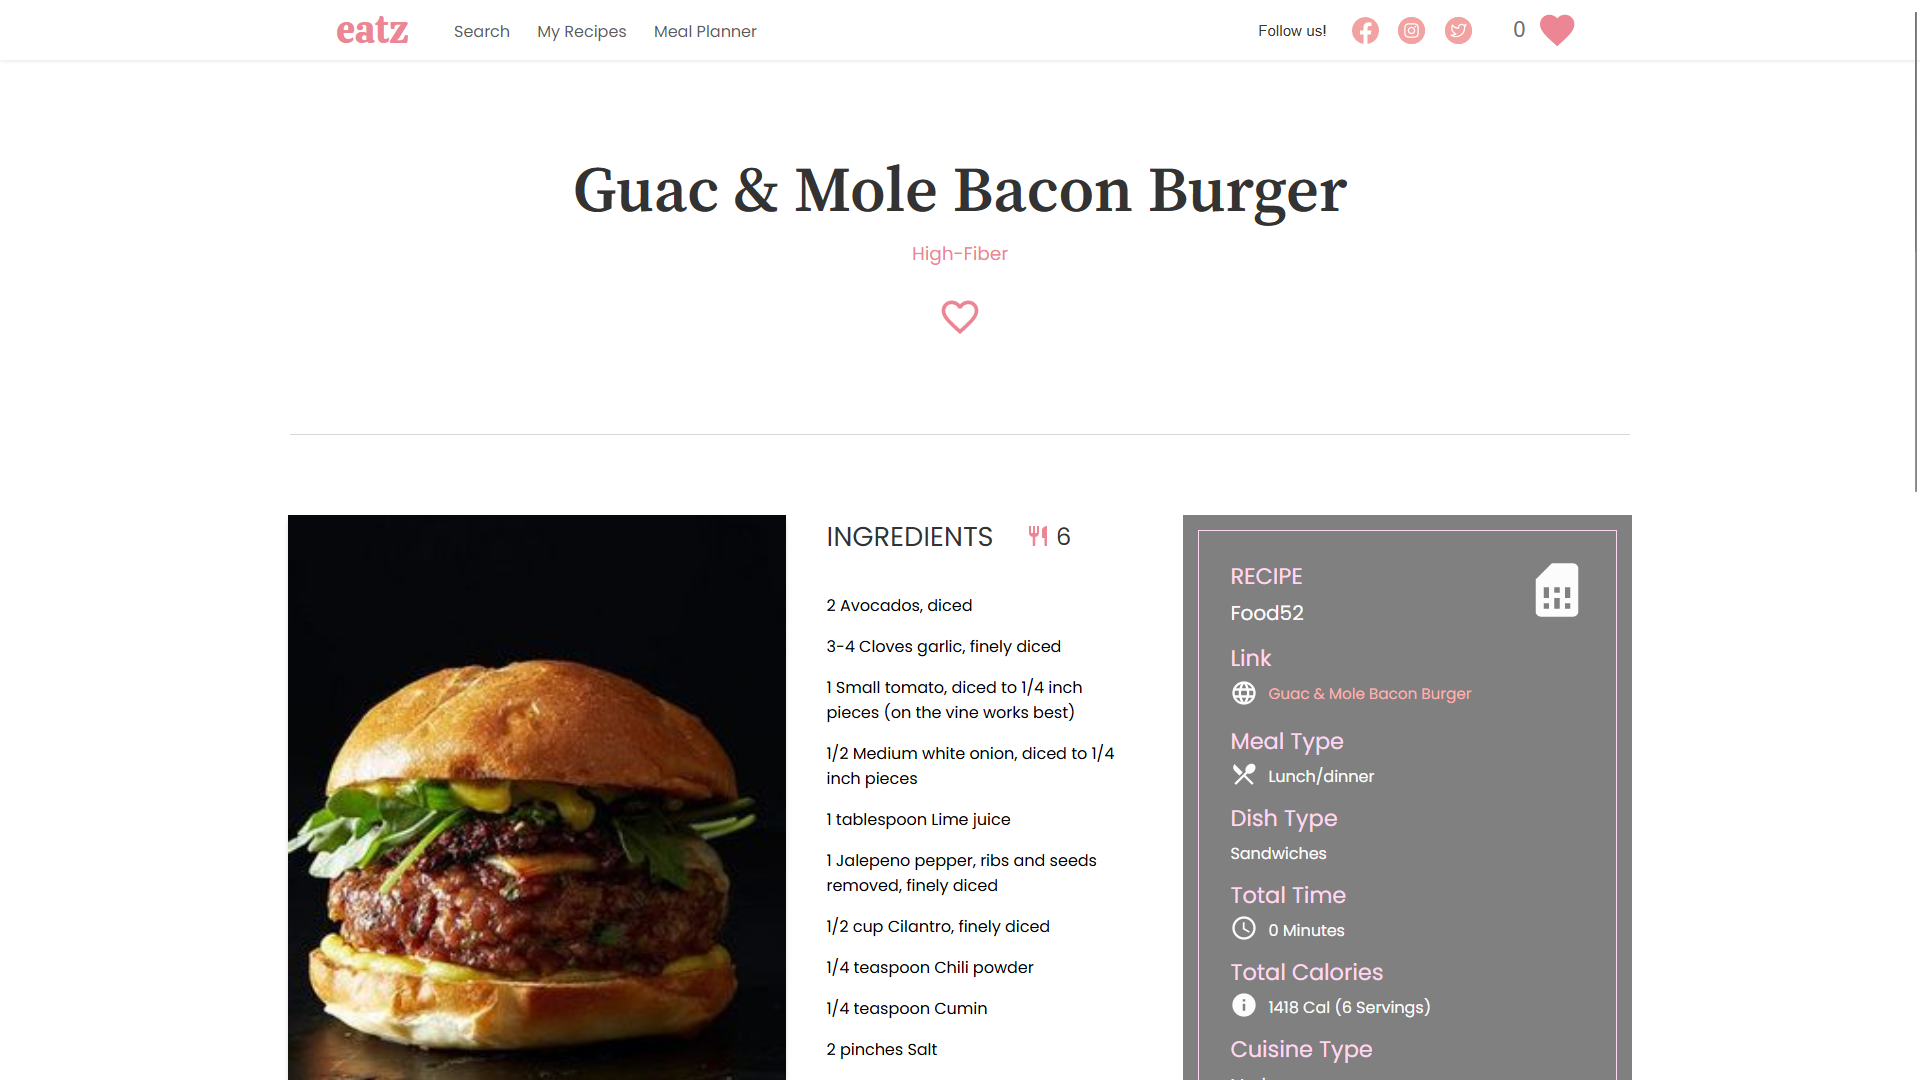 eatz
Search
My Recipes
Meal Planner
Follow us!
0
Guac & Mole Bacon Burger
High-Fiber
INGREDIENTS
6
2 Avocados, diced
3-4 Cloves garlic, finely diced
1 Small tomato, diced to 1/4 inch
pieces (on the vine works best)
1/2 Medium white onion, diced to 1/4
inch pieces
1 tablespoon Lime juice
1 Jalepeno pepper, ribs and seeds
removed, finely diced
1/2 cup Cilantro, finely diced
1/4 teaspoon Chili powder
1/4 teaspoon Cumin
2 pinches Salt
RECIPE
Food52
Link
Guac & Mole Bacon Burger
Meal Type
Lunch/dinner
Dish Type
Sandwiches
Total Time
0 Minutes
Total Calories
1418 Cal (6 Servings)
Cuisine Type